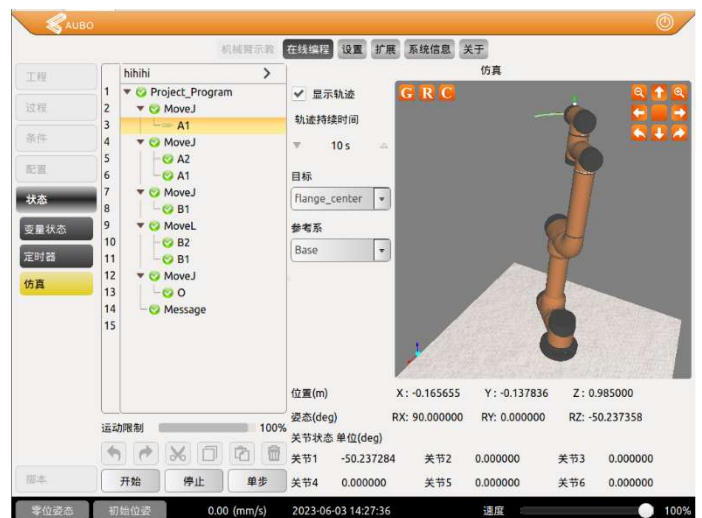 AUBO
机械臂示教 在线编程 设置 扩展 系统信息 关于
工程
过程
条件
配置
状态
变量状态
定时器
仿真
脚本
hihihi >
1 Project_Program
2 MoveJ
3 A1
4 MoveJ
5 A2
6 A1
7 MoveJ
8 B1
9 MoveL
10 B2
11 B1
12 MoveJ
13 O
14 Message
15
运动限制 100%
开始 停止 单步
仿真
显示轨迹
轨迹持续时间
10 s
目标
flange_center
参考系
Base
G R C
位置(m) X: -0.165655 Y: -0.137836 Z: 0.985000
姿态(deg) RX: 90.000000 RY: 0.000000 RZ: -50.237358
关节状态 单位(deg)
关节1 -50.237284 关节2 0.000000 关节3 0.000000
关节4 0.000000 关节5 0.000000 关节6 0.000000
零位姿态 初始位姿 0.00 (mm/s) 2023-06-03 14:27:36 速度 100%